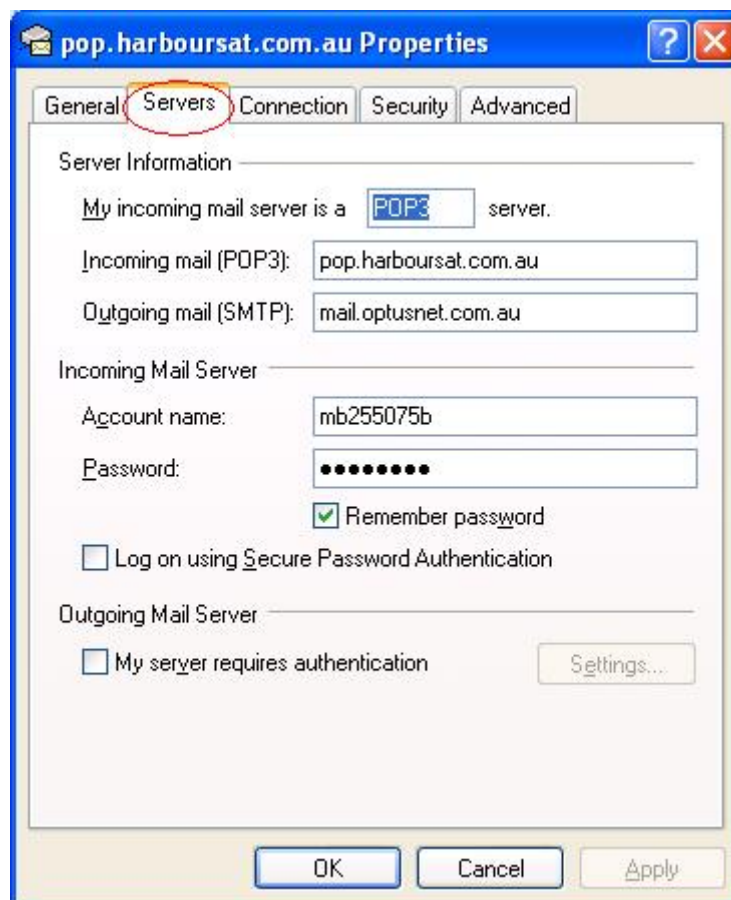 pop.harboursat.com.au Properties
General Servers Connection Security Advanced
Server Information
My incoming mail server is a POP3 server.
Incoming mail (POP3): pop.harboursat.com.au
Outgoing mail (SMTP): mail.optusnet.com.au
Incoming Mail Server
Account name: mb255075b
Password: ●●●●●●●●
Remember password
Log on using Secure Password Authentication
Outgoing Mail Server
My server requires authentication Settings...
OK Cancel Apply